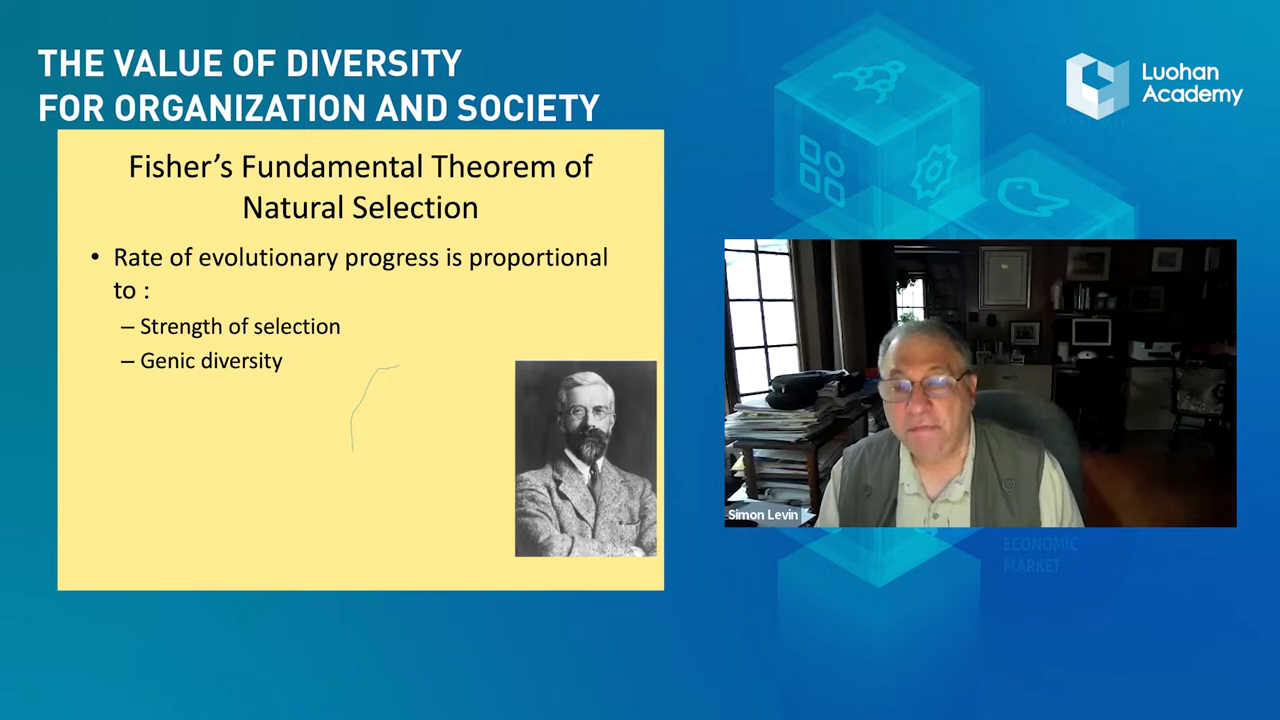 THE VALUE OF DIVERSITY
FOR ORGANIZATION AND SOCIETY
Luohan
Academy
Fisher's Fundamental Theorem of
Natural Selection
• Rate of evolutionary progress is proportional
to :
– Strength of selection
– Genic diversity
Simon Levin
ECONOMIC
MARKET